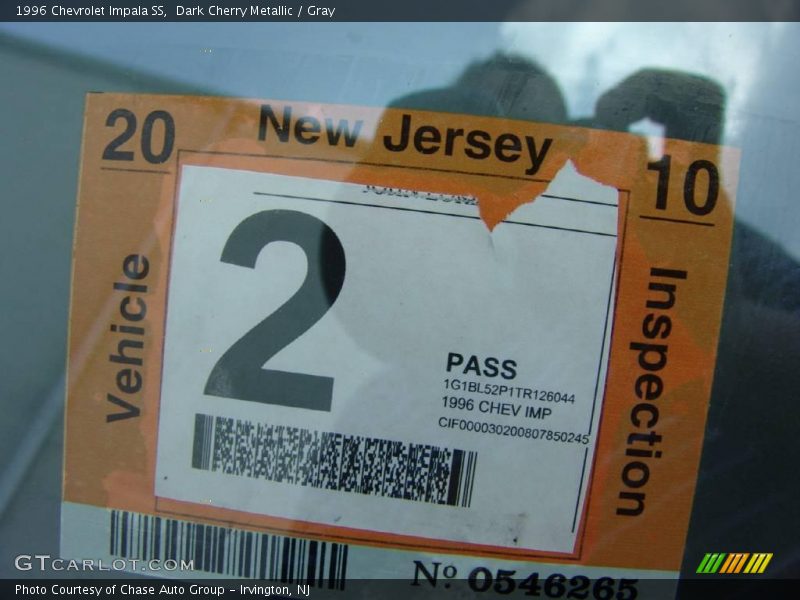 1996 Chevrolet Impala SS, Dark Cherry Metallic / Gray
20 New Jersey 10
Vehicle
Inspection
2
PASS
1G1BL52P1TR126044
1996 CHEV IMP
CIF000030200807850245
Nº 0546265
GTCARLOT.COM
Photo Courtesy of Chase Auto Group - Irvington, NJ